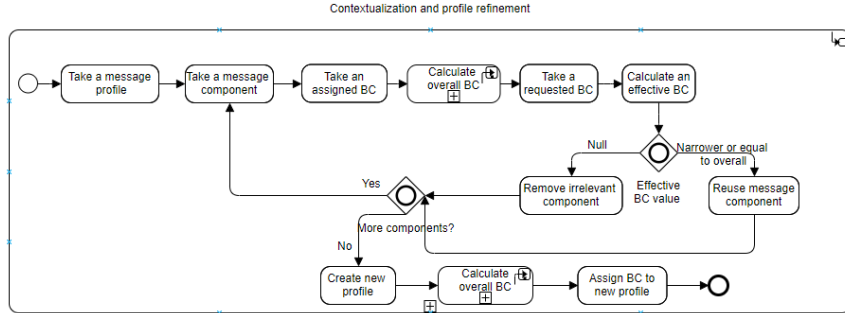 Contextualization and profile refinement
Take a message
profile
Take a message
component
Take an
assigned BC
Calculate
overall BC
Take a
requested BC
Calculate an
effective BC
Null
Narrower or equal
to overall
Yes
Remove irrelevant
component
Effective
BC value
Reuse message
component
More components?
No
Create new
profile
Calculate
overall BC
Assign BC to
new profile